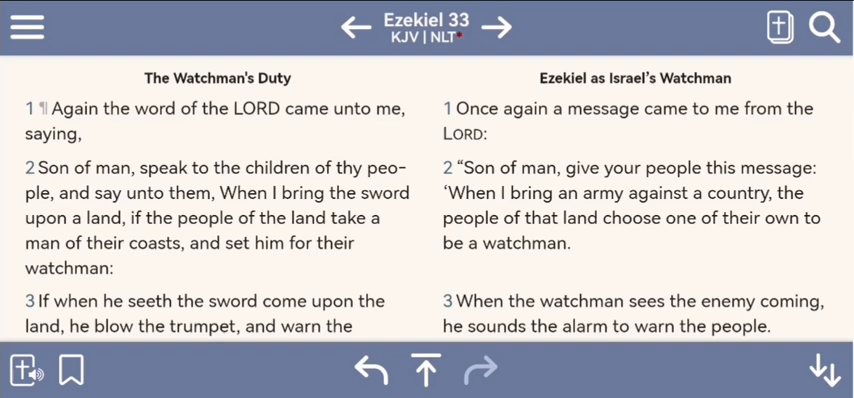 Ezekiel 33
KJV | NLT*
The Watchman's Duty
1 ¶ Again the word of the LORD came unto me,
saying,
2 Son of man, speak to the children of thy peo-
ple, and say unto them, When I bring the sword
upon a land, if the people of the land take a
man of their coasts, and set him for their
watchman:
3 If when he seeth the sword come upon the
land, he blow the trumpet, and warn the
Ezekiel as Israel’s Watchman
1 Once again a message came to me from the
LORD:
2 “Son of man, give your people this message:
‘When I bring an army against a country, the
people of that land choose one of their own to
be a watchman.
3 When the watchman sees the enemy coming,
he sounds the alarm to warn the people.